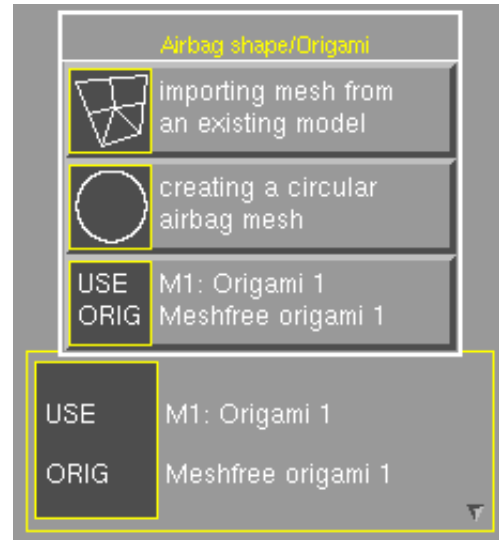 Airbag shape/Origami
importing mesh from
an existing model
creating a circular
airbag mesh
USE M1: Origami 1
ORIG Meshfree origami 1
USE M1: Origami 1
ORIG Meshfree origami 1